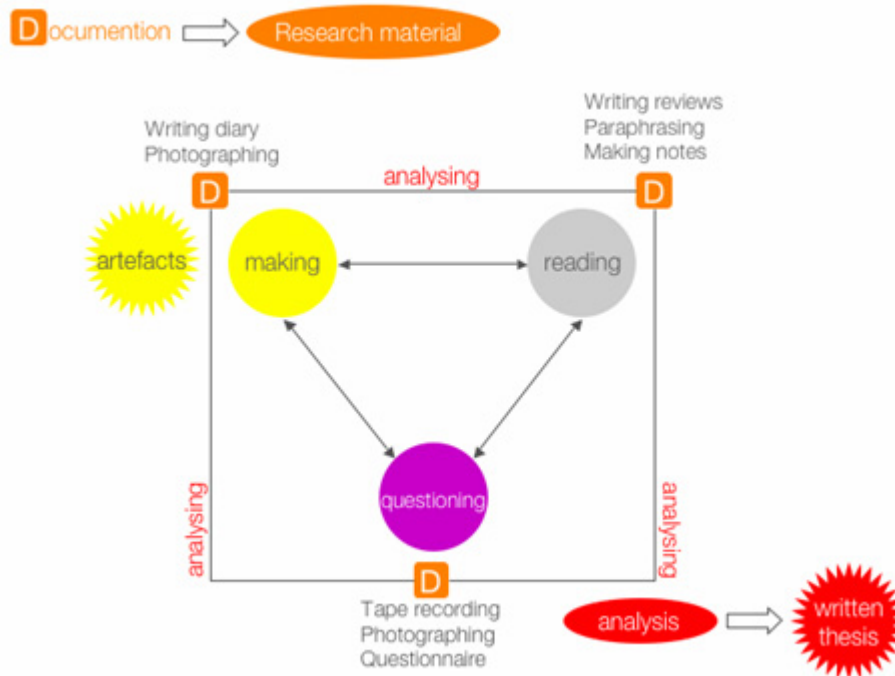 Documention
Research material
Writing diary
Photographing
Writing reviews
Paraphrasing
Making notes
D
analysing
D
artefacts
making
reading
questioning
analysing
analysing
D
Tape recording
Photographing
Questionnaire
analysis
written
thesis